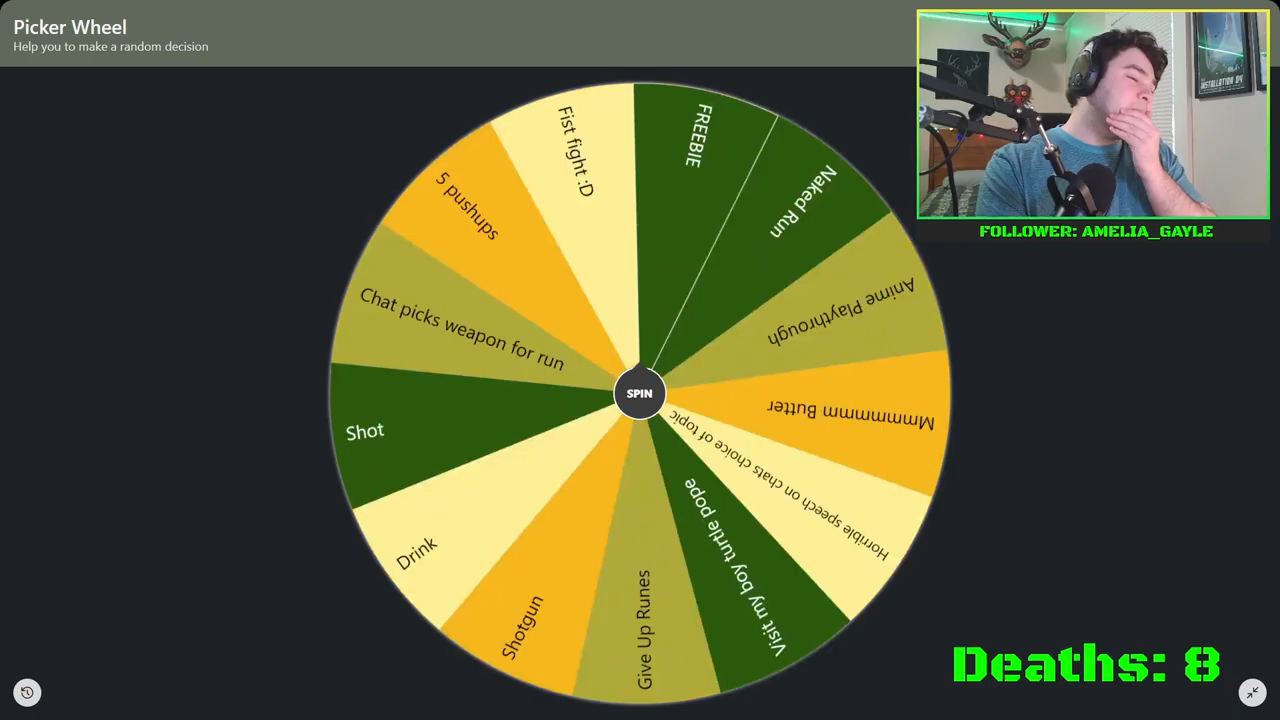 Picker Wheel
Help you to make a random decision
FREEBIE
Naked Run
Anime Playthrough
Mmmmmm Butter
Horrible speech on chats choice of topic
Visit my boy turtle pope
Give Up Runes
Shotgun
Drink
Shot
Chat picks weapon for run
5 pushups
Fist fight :D
SPIN
INSTALLATION 04
FOLLOWER: AMELIA_GAYLE
Deaths: 8